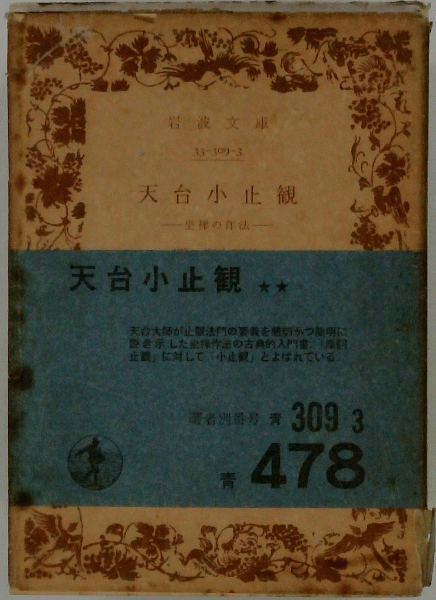 岩波文庫
33-309-3
天台小止観
―坐禅の作法―
天台小止観 ★★
天台大師が止観法門の要義を懇切かつ簡明に
説き示した坐禅作法の古典的入門書。「摩訶
止観」に対して「小止観」とよばれている。
著者別番号 青 309 3
青 478